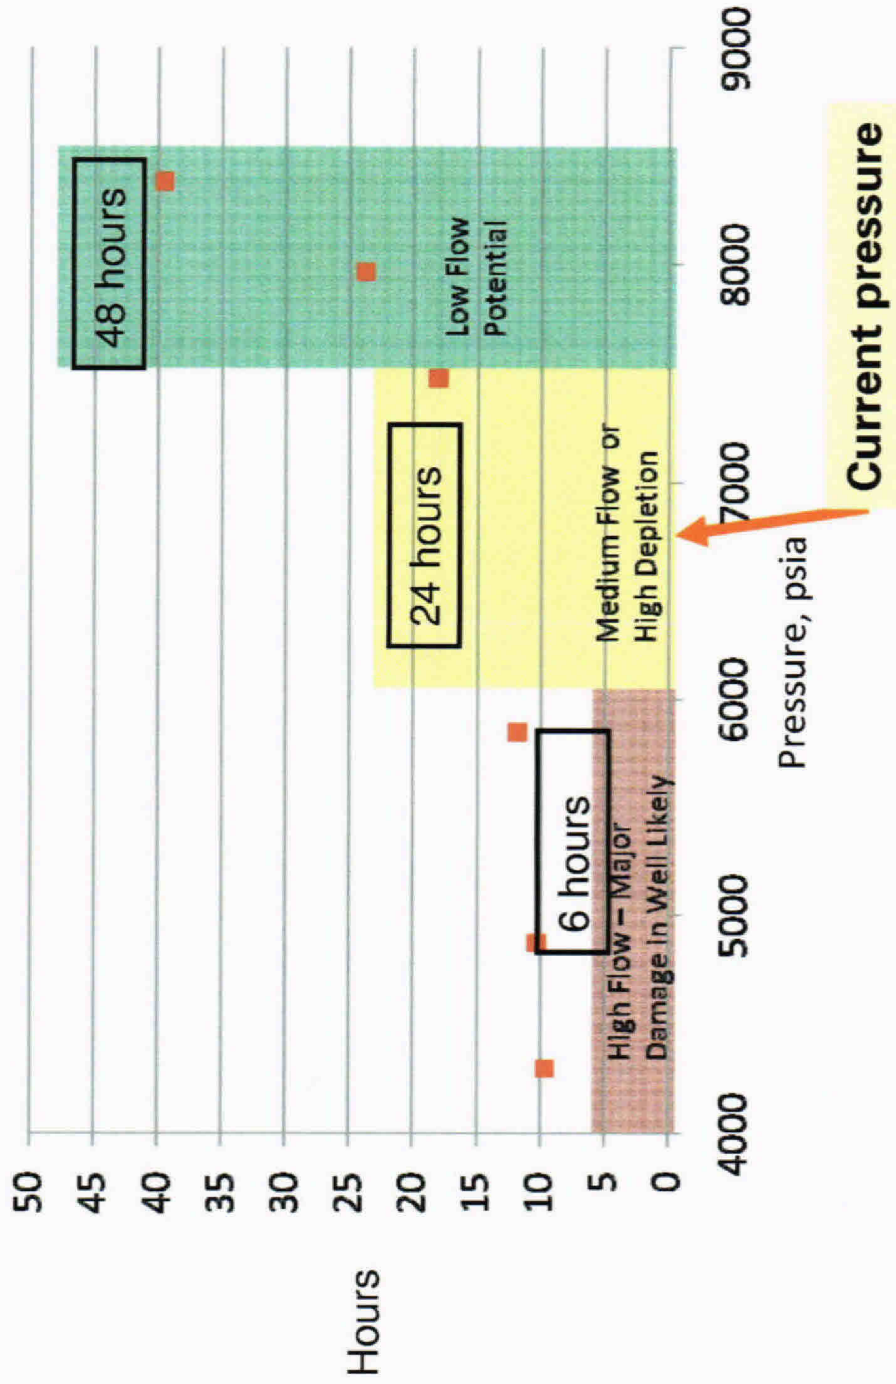 Hours
50
45
40
35
30
25
20
15
10
5
0
48 hours
24 hours
6 hours
Low Flow
Potential
Medium Flow or
High Depletion
High Flow – Major
Damage in Well Likely
4000
5000
6000
7000
8000
9000
Pressure, psia
Current pressure